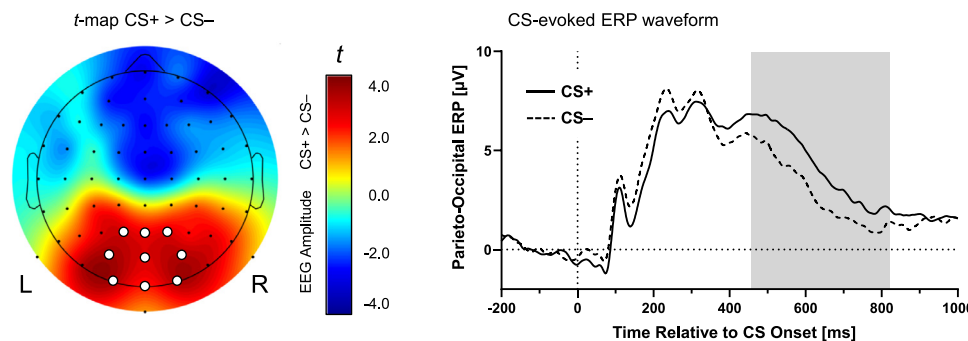 t-map CS+ > CS–
t
4.0
2.0
0.0
–2.0
–4.0
EEG Amplitude CS+ > CS–
L
R
CS-evoked ERP waveform
10
5
0
Parieto-Occipital ERP [µV]
CS+
CS–
-200
0
200
400
600
800
1000
Time Relative to CS Onset [ms]